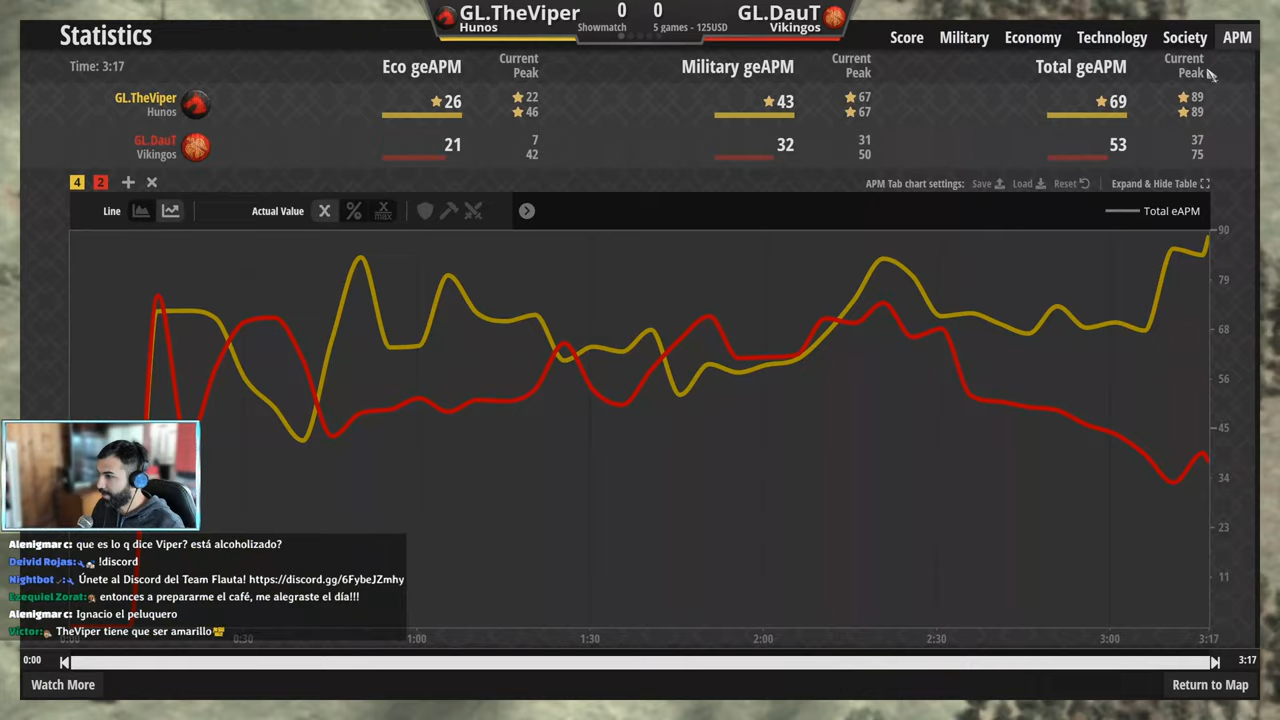 GL.TheViper
Hunos
0 0
Showmatch
5 games - 125USD
GL.DauT
Vikingos
Statistics
Score Military Economy Technology Society APM
Time: 3:17
Eco geAPM
Current
Peak
Military geAPM
Current
Peak
Total geAPM
Current
Peak
GL.TheViper
Hunos
26
22
46
43
67
67
69
89
89
GL.DauT
Vikingos
21
7
42
32
31
50
53
37
75
4 2
APM Tab chart settings: Save Load Reset
Expand & Hide Table
Line
Actual Value
X % X max
Total eAPM
90
79
68
56
45
34
23
11
Alenigmar c: que es lo q dice Viper? está alcoholizado?
Deivid Rojas: !discord
Nightbot: Únete al Discord del Team Flauta! https://discord.gg/6FybeJZmhy
Ezequiel Zorat: entonces a prepararme el café, me alegraste el día!!!
Alenigmar c: Ignacio el peluquero
Víctor: TheViper tiene que ser amarillo
0:00 0:30 1:00 1:30 2:00 2:30 3:00 3:17
0:00
3:17
Watch More
Return to Map